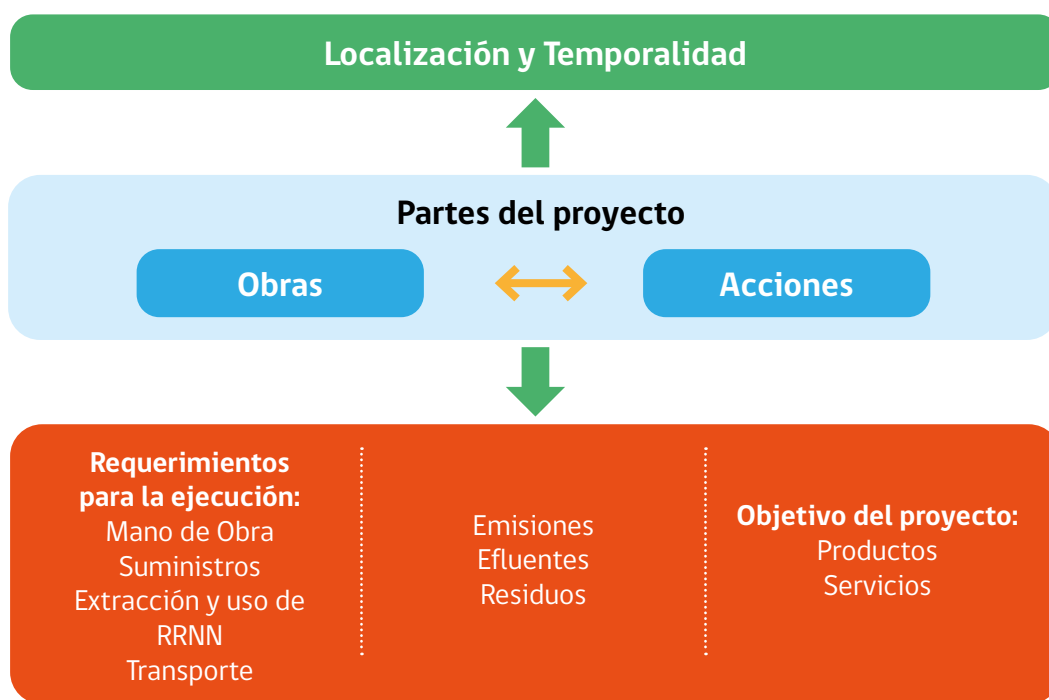 Localización y Temporalidad
Partes del proyecto
Obras
Acciones
Requerimientos
para la ejecución:
Mano de Obra
Suministros
Extracción y uso de
RRNN
Transporte
Emisiones
Efluentes
Residuos
Objetivo del proyecto:
Productos
Servicios